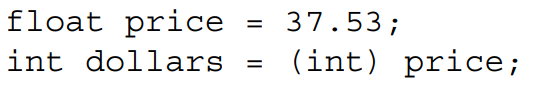 float price = 37.53;
int dollars = (int) price;